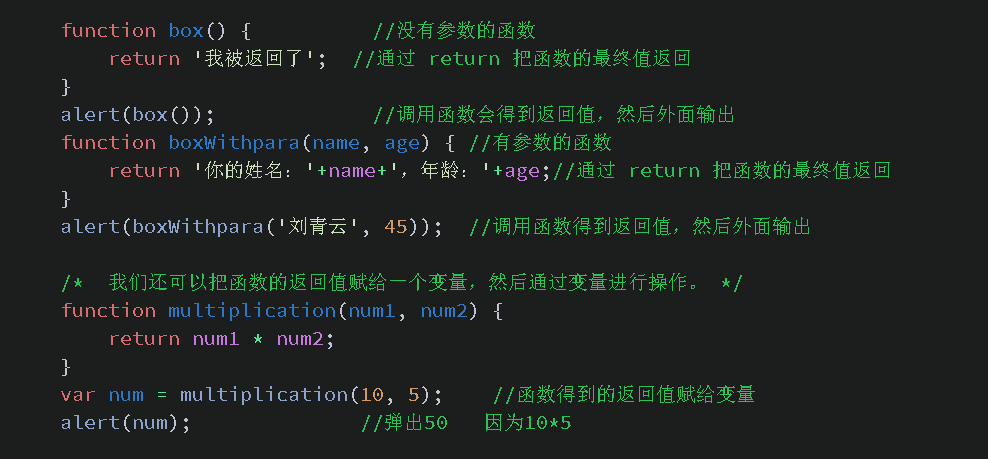 function box() {          //没有参数的函数
    return '我被返回了';  //通过 return 把函数的最终值返回
}
alert(box());             //调用函数会得到返回值，然后外面输出
function boxWithpara(name, age) { //有参数的函数
    return '你的姓名：'+name+'，年龄：'+age;//通过 return 把函数的最终值返回
}
alert(boxWithpara('刘青云', 45));  //调用函数得到返回值，然后外面输出
/*  我们还可以把函数的返回值赋给一个变量，然后通过变量进行操作。 */
function multiplication(num1, num2) {
    return num1 * num2;
}
var num = multiplication(10, 5);    //函数得到的返回值赋给变量
alert(num);              //弹出50   因为10*5